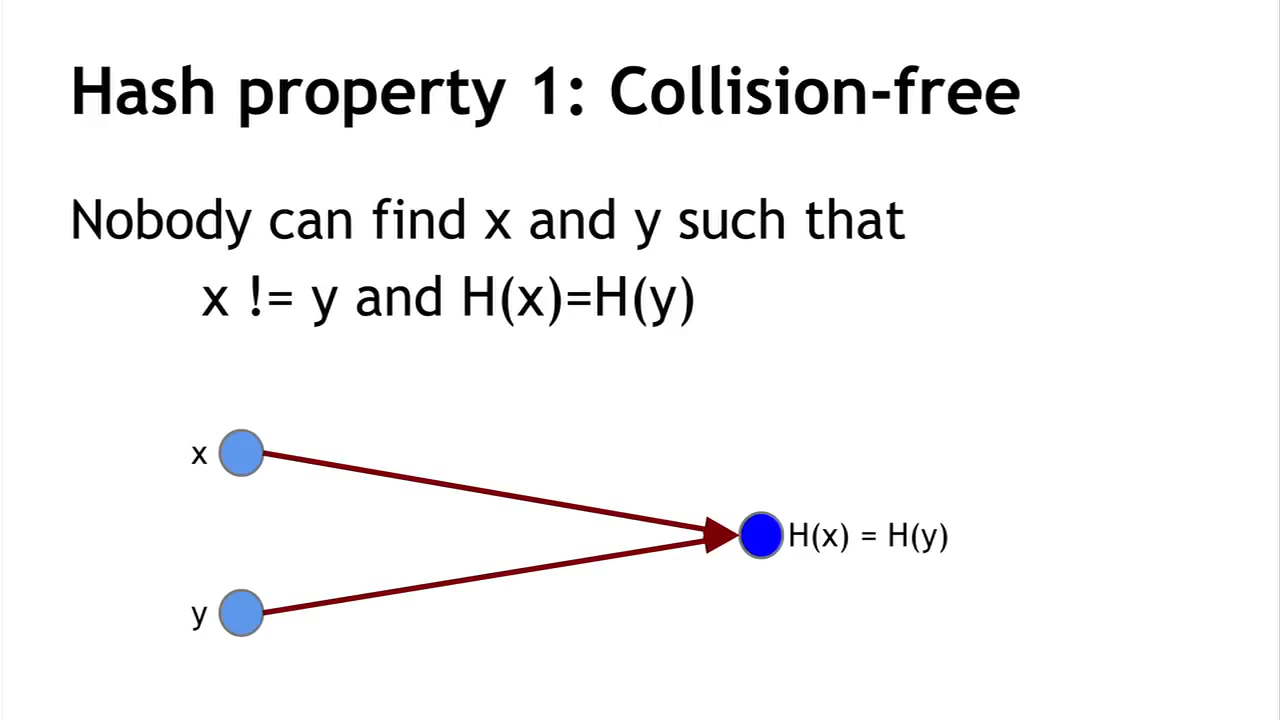 Hash property 1: Collision-free
Nobody can find x and y such that
x != y and H(x)=H(y)
x
H(x) = H(y)
y